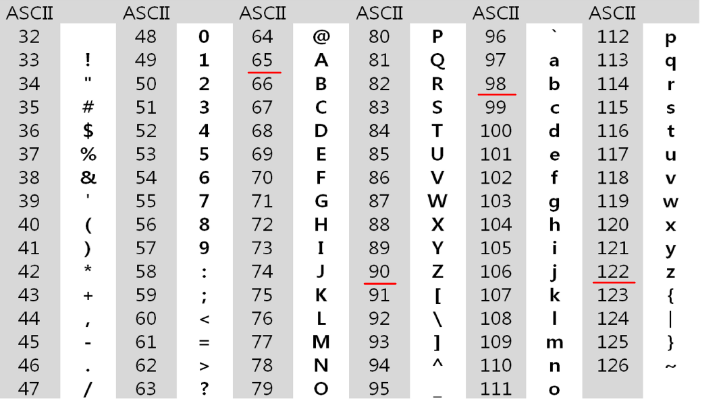 ASCII ASCII ASCII ASCII ASCII ASCII
32 48 0 64 @ 80 P 96 ` 112 p
33 ! 49 1 65 A 81 Q 97 a 113 q
34 " 50 2 66 B 82 R 98 b 114 r
35 # 51 3 67 C 83 S 99 c 115 s
36 $ 52 4 68 D 84 T 100 d 116 t
37 % 53 5 69 E 85 U 101 e 117 u
38 & 54 6 70 F 86 V 102 f 118 v
39 ' 55 7 71 G 87 W 103 g 119 w
40 ( 56 8 72 H 88 X 104 h 120 x
41 ) 57 9 73 I 89 Y 105 i 121 y
42 * 58 : 74 J 90 Z 106 j 122 z
43 + 59 ; 75 K 91 [ 107 k 123 {
44 , 60 < 76 L 92 \ 108 l 124 |
45 - 61 = 77 M 93 ] 109 m 125 }
46 . 62 > 78 N 94 ^ 110 n 126 ~
47 / 63 ? 79 O 95 _ 111 o